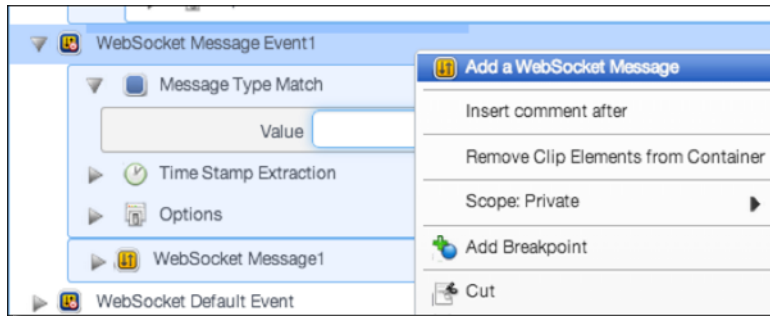 WebSocket Message Event1
Add a WebSocket Message
Message Type Match
Insert comment after
Value
Remove Clip Elements from Container
Time Stamp Extraction
Scope: Private
Options
Add Breakpoint
WebSocket Message1
Cut
WebSocket Default Event